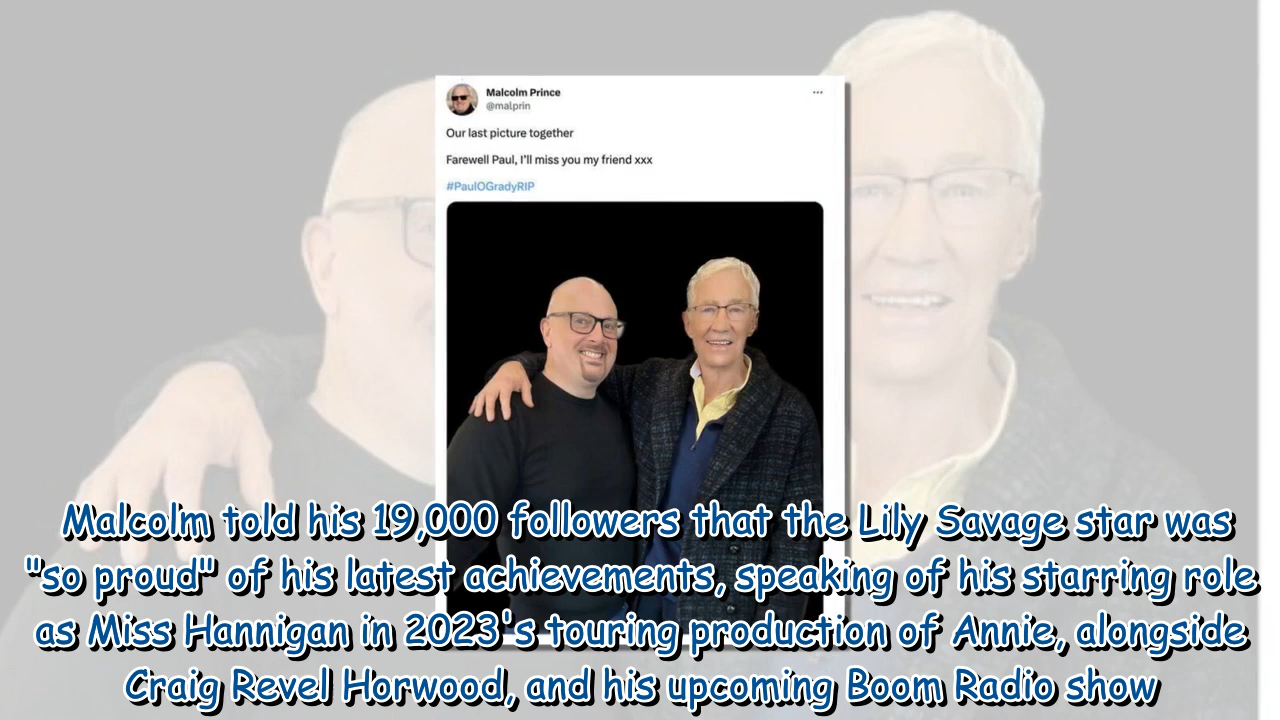 Malcolm Prince
@malprin
Our last picture together
Farewell Paul, I'll miss you my friend xxx
#PaulOGradyRIP
Malcolm told his 19,000 followers that the Lily Savage star was
"so proud" of his latest achievements, speaking of his starring role
as Miss Hannigan in 2023's touring production of Annie, alongside
Craig Revel Horwood, and his upcoming Boom Radio show